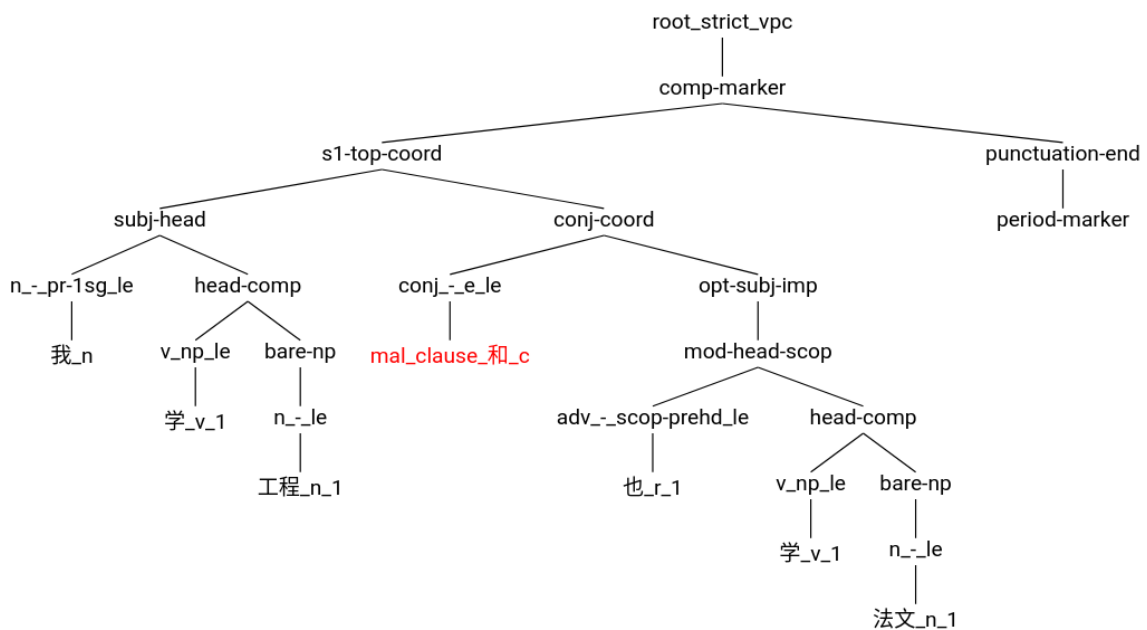 root_strict_vpc
comp-marker
s1-top-coord punctuation-end
subj-head conj-coord period-marker
n_-_pr-1sg_le head-comp conj_-_e_le opt-subj-imp
我_n v_np_le bare-np mal_clause_和_c mod-head-scop
学_v_1 n_-_le adv_-_scop-prehd_le head-comp
工程_n_1 也_r_1 v_np_le bare-np
学_v_1 n_-_le
法文_n_1